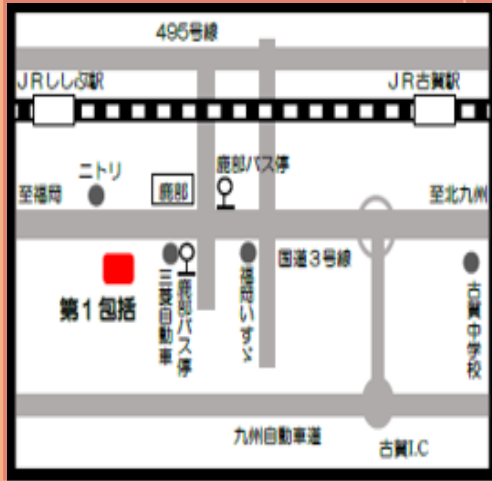 495号線
JRししぶ駅
JR古賀駅
ニトリ
鹿部
鹿部バス停
至福岡
至北九州
国道3号線
第1包括
三菱自動車
鹿部バス停
福岡いすゞ
古賀中学校
九州自動車道
古賀I.C